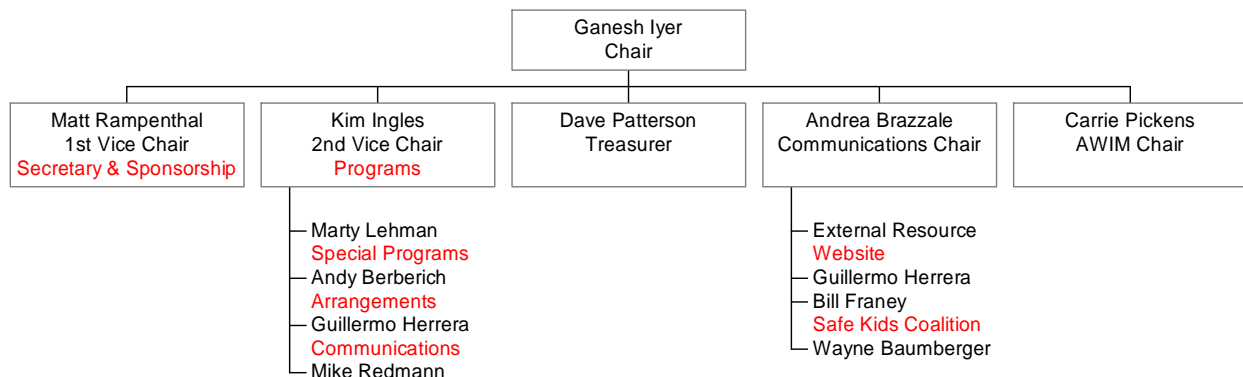 Ganesh Iyer
Chair
Matt Rampenthal
1st Vice Chair
Secretary & Sponsorship
Kim Ingles
2nd Vice Chair
Programs
Dave Patterson
Treasurer
Andrea Brazzale
Communications Chair
Carrie Pickens
AWIM Chair
Marty Lehman
Special Programs
Andy Berberich
Arrangements
Guillermo Herrera
Communications
Mike Redmann
External Resource
Website
Guillermo Herrera
Bill Franey
Safe Kids Coalition
Wayne Baumberger